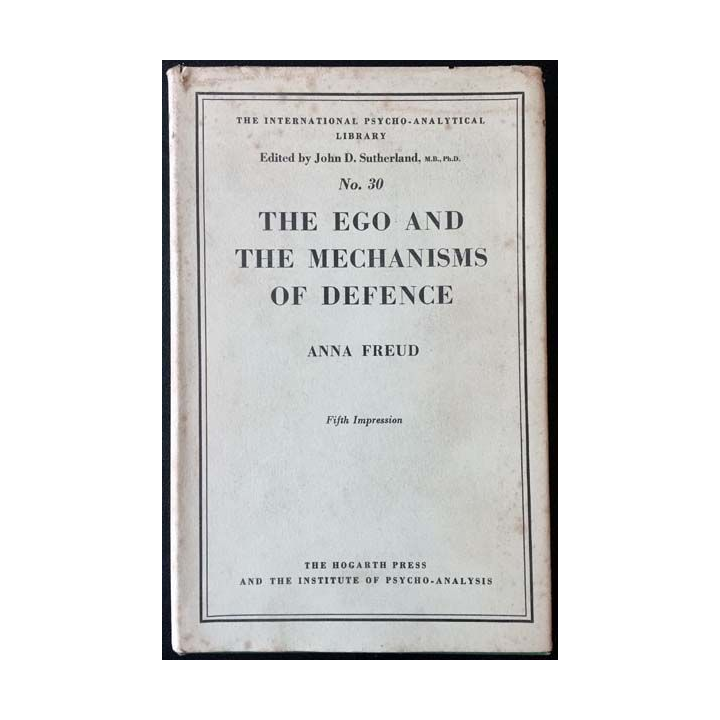 THE INTERNATIONAL PSYCHO-ANALYTICAL
LIBRARY
Edited by John D. Sutherland, M.B., Ph.D.
No. 30
THE EGO AND
THE MECHANISMS
OF DEFENCE
ANNA FREUD
Fifth Impression
THE HOGARTH PRESS
AND THE INSTITUTE OF PSYCHO-ANALYSIS